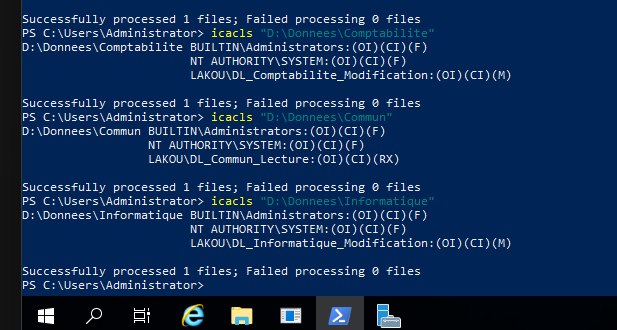 Successfully processed 1 files; Failed processing 0 files
PS C:\Users\Administrator> icacls "D:\Donnees\Comptabilite"
D:\Donnees\Comptabilite BUILTIN\Administrators:(OI)(CI)(F)
                        NT AUTHORITY\SYSTEM:(OI)(CI)(F)
                        LAKOU\DL_Comptabilite_Modification:(OI)(CI)(M)

Successfully processed 1 files; Failed processing 0 files
PS C:\Users\Administrator> icacls "D:\Donnees\Commun"
D:\Donnees\Commun BUILTIN\Administrators:(OI)(CI)(F)
                  NT AUTHORITY\SYSTEM:(OI)(CI)(F)
                  LAKOU\DL_Commun_Lecture:(OI)(CI)(RX)

Successfully processed 1 files; Failed processing 0 files
PS C:\Users\Administrator> icacls "D:\Donnees\Informatique"
D:\Donnees\Informatique BUILTIN\Administrators:(OI)(CI)(F)
                        NT AUTHORITY\SYSTEM:(OI)(CI)(F)
                        LAKOU\DL_Informatique_Modification:(OI)(CI)(M)

Successfully processed 1 files; Failed processing 0 files
PS C:\Users\Administrator>